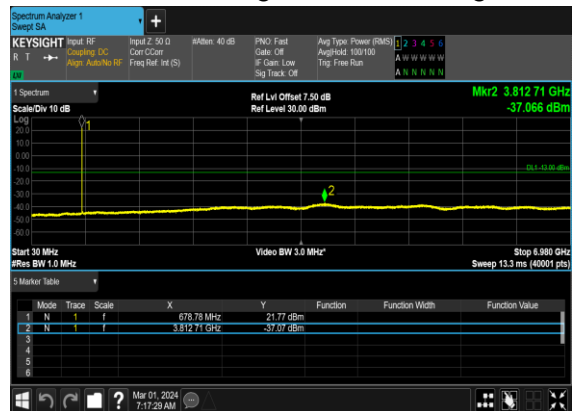 Spectrum Analyzer 1
Swept SA
+
KEYSIGHT Input: RF Input Z: 50 Ω #Atten: 40 dB PNO: Fast Avg Type: Power (RMS) 1 2 3 4 5 6
R T Coupling: DC Corr CCorr Gate: Off Avg|Hold: 100/100 A W W W W W
Align: Auto/No RF Freq Ref: Int (S) IF Gain: Low Trig: Free Run
Sig Track: Off A N N N N N
LW
1 Spectrum Ref Lvl Offset 7.50 dB Mkr2 3.812 71 GHz
Scale/Div 10 dB Ref Level 30.00 dBm -37.066 dBm
Log
20.0
10.0
0.00
-10.0 DL1 -13.00 dBm
-20.0
-30.0
-40.0
-50.0
-60.0
1
2
Start 30 MHz Video BW 3.0 MHz* Stop 6.980 GHz
#Res BW 1.0 MHz Sweep 13.3 ms (40001 pts)
5 Marker Table
Mode Trace Scale X Y Function Function Width Function Value
1 N 1 f 678.78 MHz 21.77 dBm
2 N 1 f 3.812 71 GHz -37.07 dBm
3
4
5
6
? Mar 01, 2024
7:17:29 AM